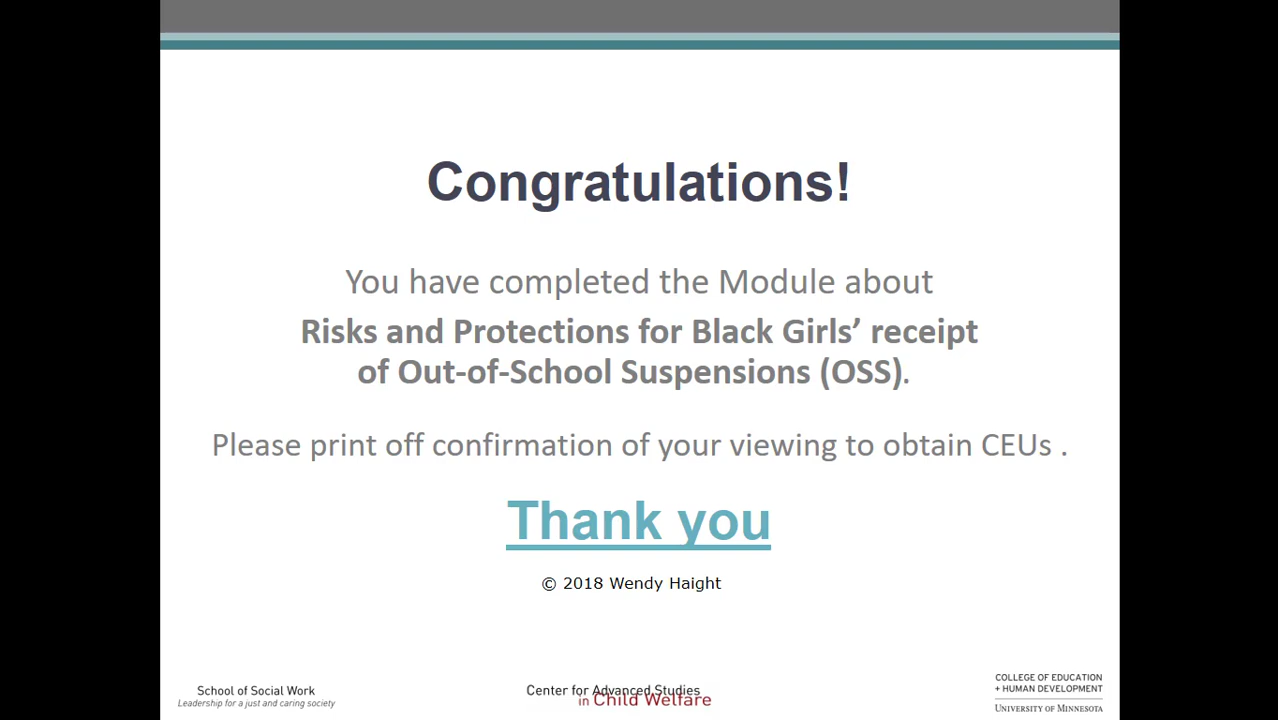 Congratulations!
You have completed the Module about
Risks and Protections for Black Girls’ receipt
of Out-of-School Suspensions (OSS).
Please print off confirmation of your viewing to obtain CEUs .
Thank you
© 2018 Wendy Haight
School of Social Work
Leadership for a just and caring society
Center for Advanced Studies
in Child Welfare
COLLEGE OF EDUCATION
+ HUMAN DEVELOPMENT
UNIVERSITY OF MINNESOTA